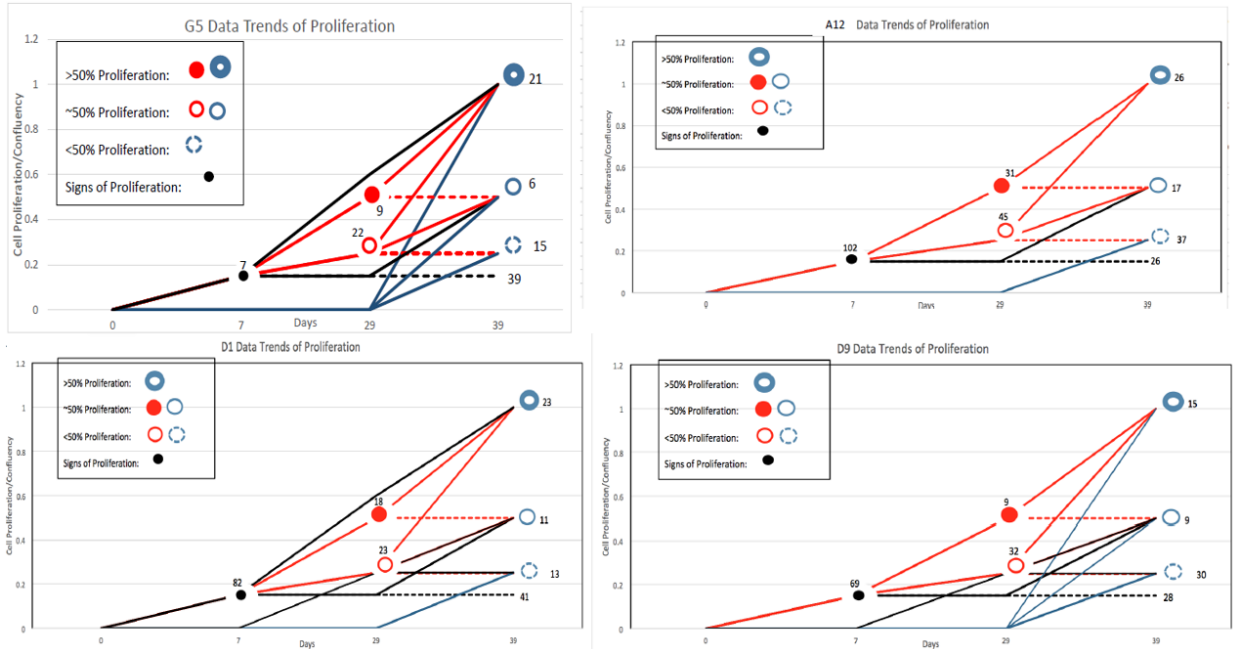 G5 Data Trends of Proliferation
Cell Proliferation/Confluency
1.2
1
0.8
0.6
0.4
0.2
0
>50% Proliferation:
~50% Proliferation:
<50% Proliferation:
Signs of Proliferation:
21
6
9
22
15
7
39
0
7
29
39
Days
A12 Data Trends of Proliferation
Cell Proliferation/Confluency
1.2
1
0.8
0.6
0.4
0.2
0
>50% Proliferation:
~50% Proliferation:
<50% Proliferation:
Signs of Proliferation:
26
31
17
45
37
102
26
0
7
29
39
Days
D1 Data Trends of Proliferation
Cell Proliferation/Confluency
1.2
1
0.8
0.6
0.4
0.2
0
>50% Proliferation:
~50% Proliferation:
<50% Proliferation:
Signs of Proliferation:
23
18
11
23
13
82
41
0
7
29
39
Days
D9 Data Trends of Proliferation
Cell Proliferation/Confluency
1.2
1
0.8
0.6
0.4
0.2
0
>50% Proliferation:
~50% Proliferation:
<50% Proliferation:
Signs of Proliferation:
15
9
9
32
30
69
28
0
7
29
39
Days